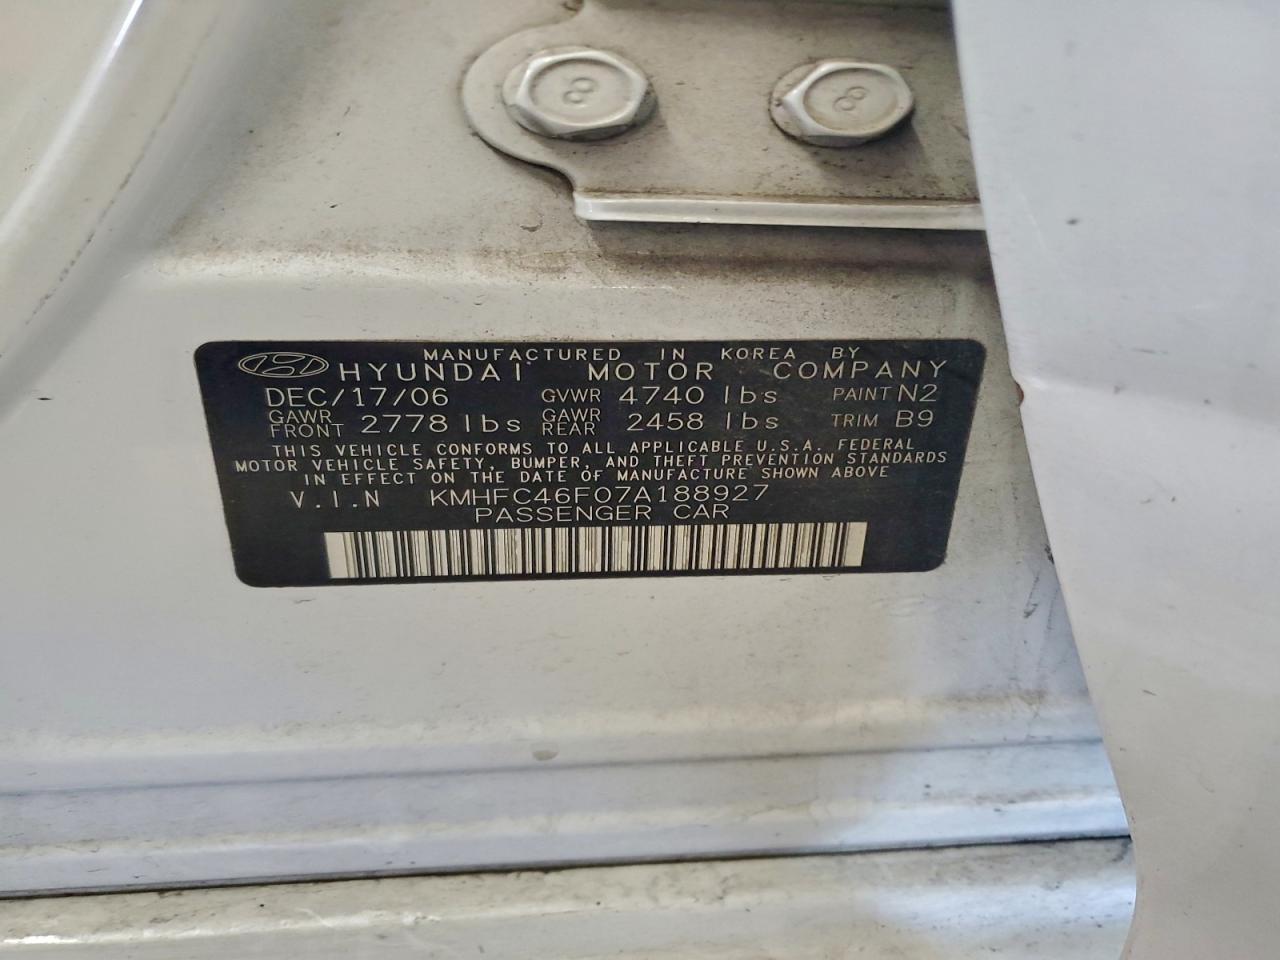 8 8
MANUFACTURED IN KOREA BY
HYUNDAI MOTOR COMPANY
DEC/17/06 GVWR 4740 lbs PAINT N2
GAWR FRONT 2778 lbs GAWR REAR 2458 lbs TRIM B9
THIS VEHICLE CONFORMS TO ALL APPLICABLE U.S.A. FEDERAL
MOTOR VEHICLE SAFETY, BUMPER, AND THEFT PREVENTION STANDARDS
IN EFFECT ON THE DATE OF MANUFACTURE SHOWN ABOVE
V.I.N KMHFC46F07A188927
PASSENGER CAR